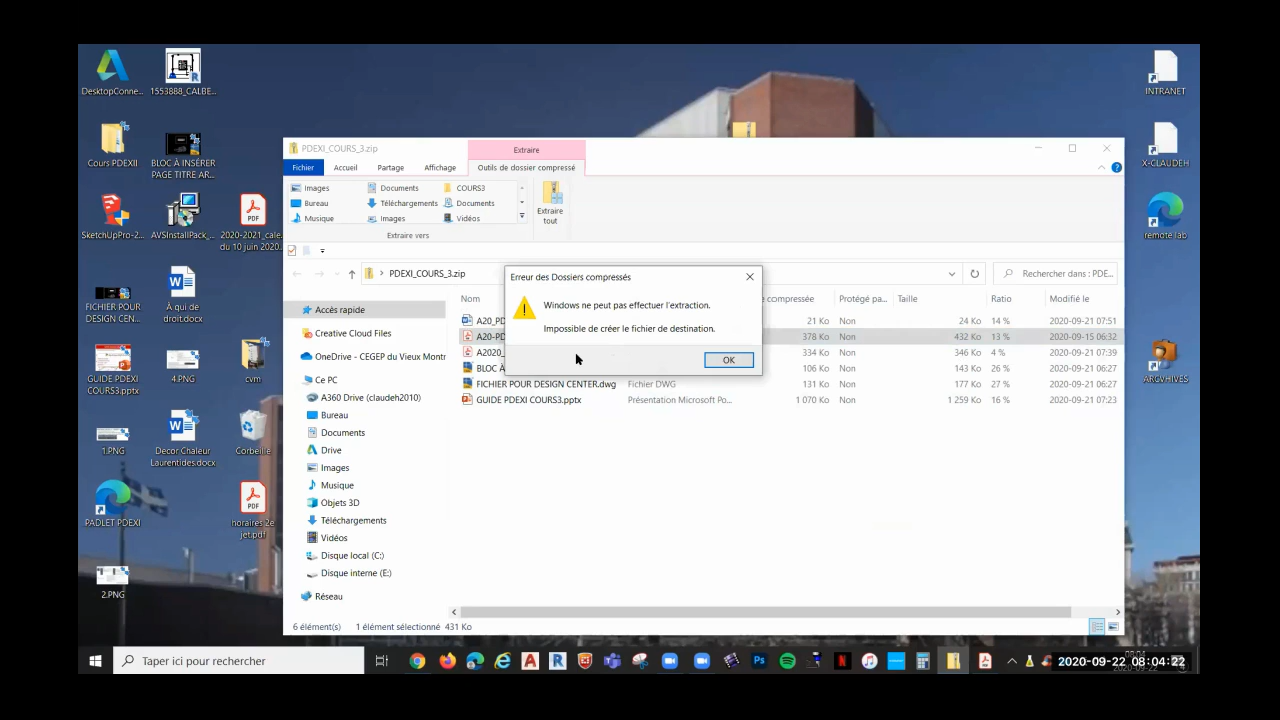 DesktopConne...
1553888_CALBE...
Cours PDEXII
BLOC À INSÉRER
PAGE TITRE AR...
SketchUpPro-2...
AVSInstallPack_...
2020-2021_cale...
du 10 juin 2020...
FICHIER POUR
DESIGN CEN...
À qui de
droit.docx
GUIDE PDEXI
COURS3.pptx
4.PNG
cvm
1.PNG
Decor Chaleur
Laurentides.docx
Corbeille
PADLET PDEXI
horaires 2e
jet.pdf
2.PNG
INTRANET
X-CLAUDEH
remote lab
ARCVHIVES
PDEXI_COURS_3.zip
Extraire
Fichier
Accueil
Partage
Affichage
Outils de dossier compressé
Images
Documents
COURS3
Bureau
Téléchargements
Documents
Musique
Images
Vidéos
Extraire
tout
Extraire vers
PDEXI_COURS_3.zip
Rechercher dans : PDE...
Accès rapide
Creative Cloud Files
OneDrive - CEGEP du Vieux Montr
Ce PC
A360 Drive (claudeh2010)
Bureau
Documents
Drive
Images
Musique
Objets 3D
Téléchargements
Vidéos
Disque local (C:)
Disque interne (E:)
Réseau
Nom
e compressée
Protégé pa...
Taille
Ratio
Modifié le
A20_PD
21 Ko
Non
24 Ko
14 %
2020-09-21 07:51
A20-PD
378 Ko
Non
432 Ko
13 %
2020-09-15 06:32
A2020_
334 Ko
Non
346 Ko
4 %
2020-09-21 07:39
BLOC À
106 Ko
Non
143 Ko
26 %
2020-09-21 06:27
FICHIER POUR DESIGN CENTER.dwg
Fichier DWG
131 Ko
Non
177 Ko
27 %
2020-09-21 06:27
GUIDE PDEXI COURS3.pptx
Présentation Microsoft Po...
1 070 Ko
Non
1 259 Ko
16 %
2020-09-21 07:23
Erreur des Dossiers compressés
Windows ne peut pas effectuer l'extraction.
Impossible de créer le fichier de destination.
OK
6 élément(s)
1 élément sélectionné 431 Ko
Taper ici pour rechercher
2020-09-22 08:04:22